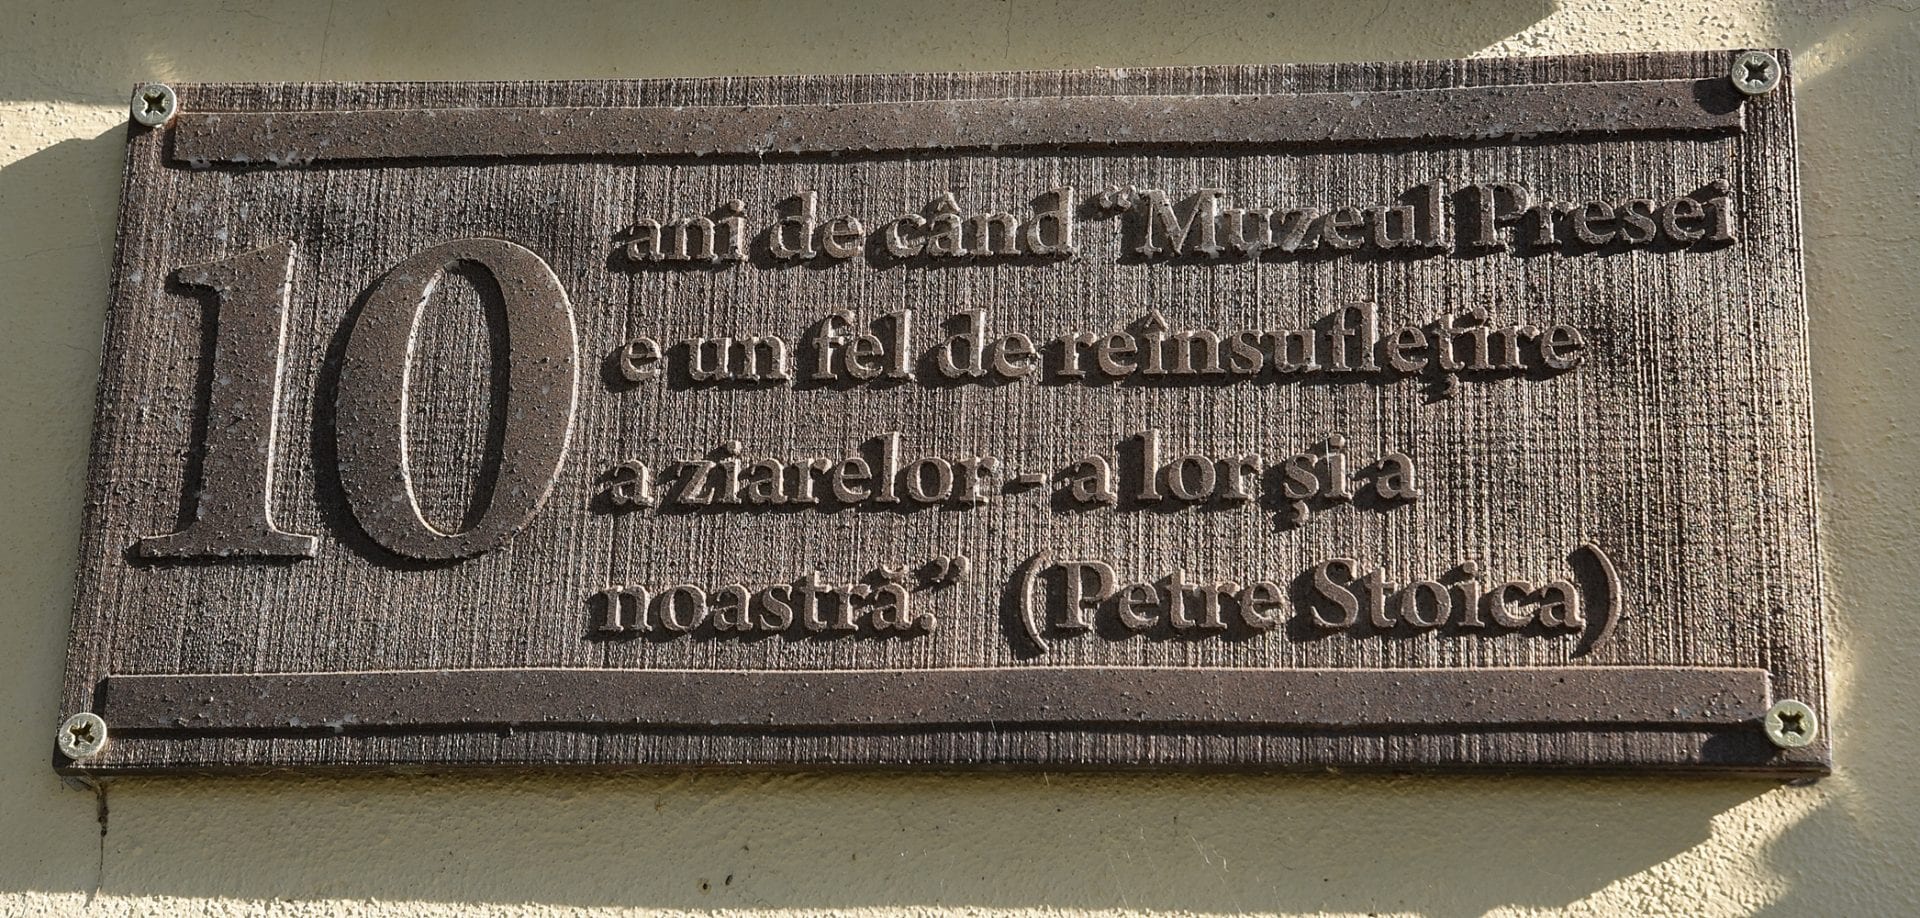 10 ani de când “Muzeul Presei
e un fel de reînsuflețire
a ziarelor - a lor și a
noastră.” (Petre Stoica)